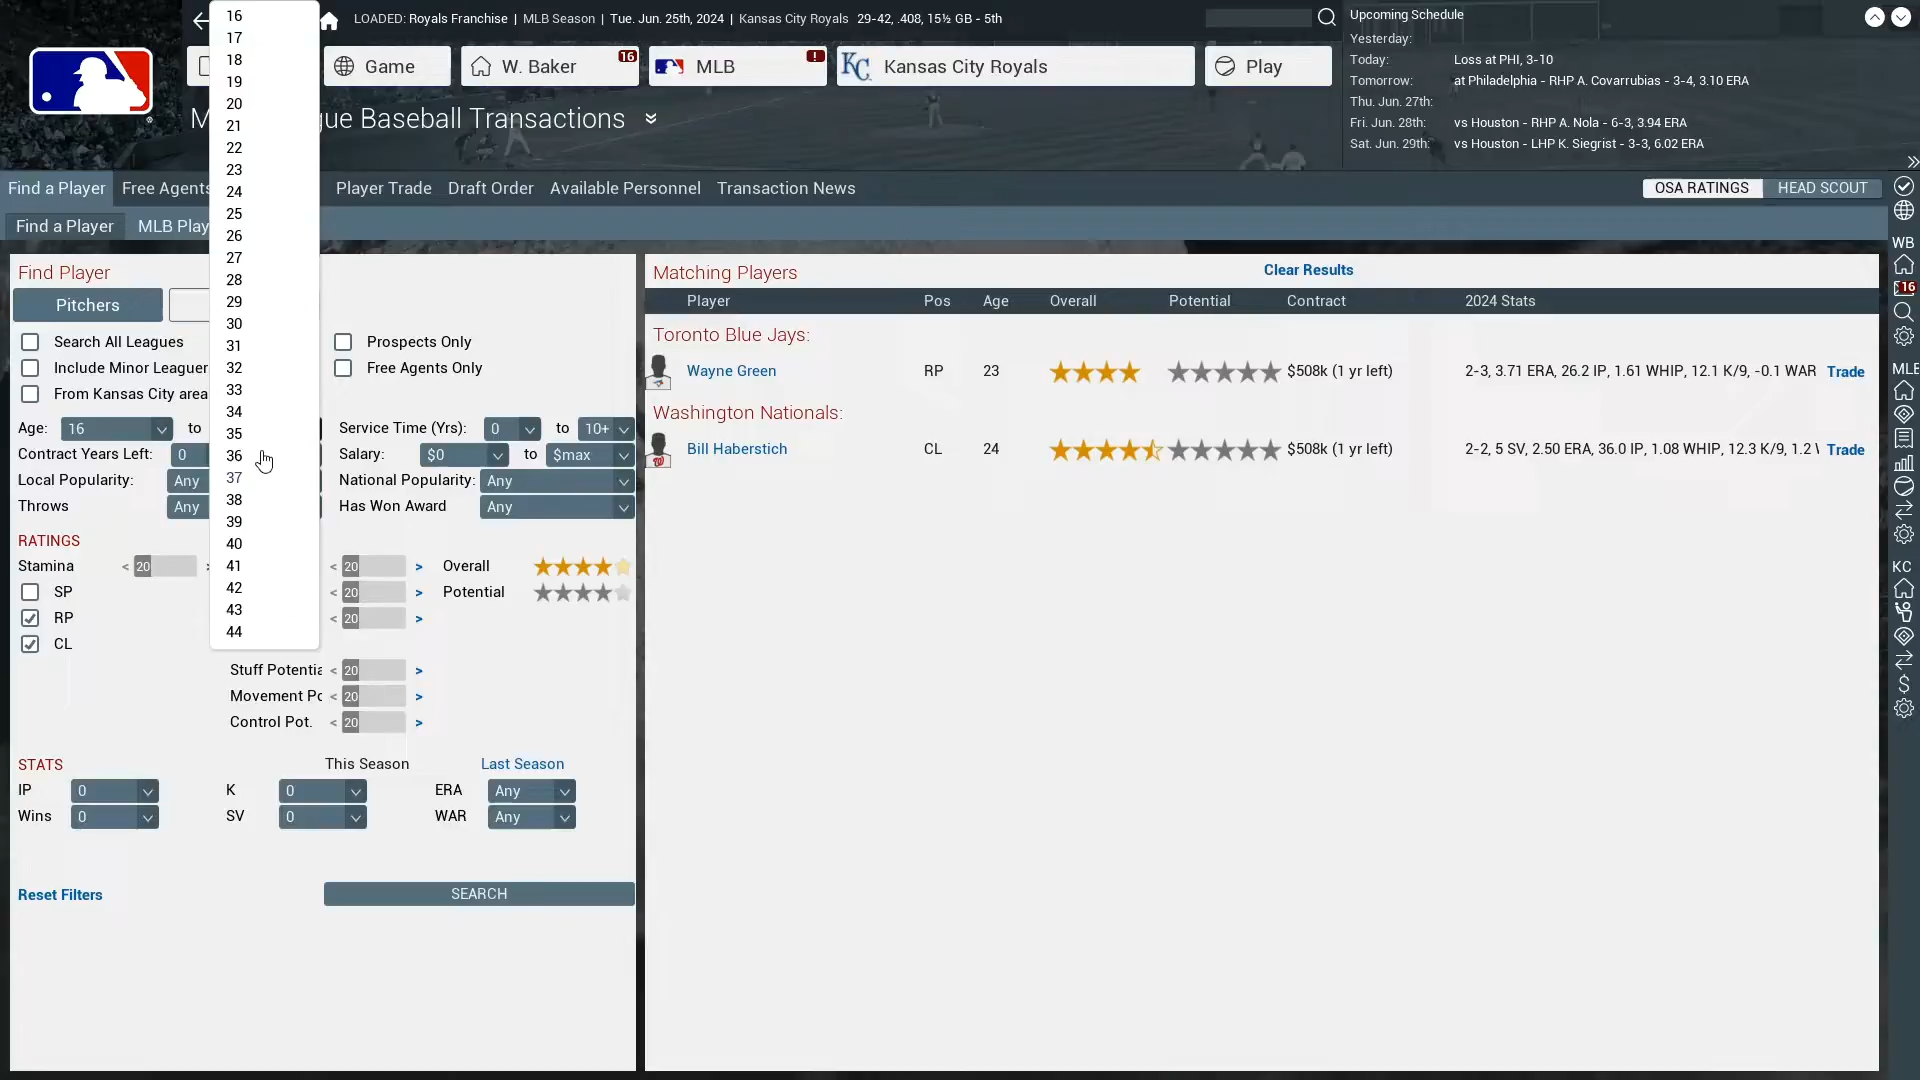 LOADED: Royals Franchise | MLB Season | Tue. Jun. 25th, 2024 | Kansas City Royals 29-42, .408, 15½ GB - 5th
Game
W. Baker
16
MLB
!
Kansas City Royals
Play
gue Baseball Transactions
Upcoming Schedule
Yesterday:
Today: Loss at PHI, 3-10
Tomorrow: at Philadelphia - RHP A. Covarrubias - 3-4, 3.10 ERA
Thu. Jun. 27th:
Fri. Jun. 28th: vs Houston - RHP A. Nola - 6-3, 3.94 ERA
Sat. Jun. 29th: vs Houston - LHP K. Siegrist - 3-3, 6.02 ERA
Find a Player Free Agents Player Trade Draft Order Available Personnel Transaction News
OSA RATINGS HEAD SCOUT
Find a Player MLB Play
16
17
18
19
20
21
22
23
24
25
26
27
28
29
30
31
32
33
34
35
36
37
38
39
40
41
42
43
44
Find Player
Pitchers
Search All Leagues Prospects Only
Include Minor Leaguer Free Agents Only
From Kansas City area
Age: 16 to Service Time (Yrs): 0 to 10+
Contract Years Left: 0 Salary: $0 to $max
Local Popularity: Any National Popularity: Any
Throws Any Has Won Award Any
RATINGS
Stamina < 20 > < 20 > Overall
SP < 20 > Potential
RP < 20 >
CL
Stuff Potentia < 20 >
Movement Po < 20 >
Control Pot. < 20 >
STATS This Season Last Season
IP 0 K 0 ERA Any
Wins 0 SV 0 WAR Any
Reset Filters SEARCH
Matching Players Clear Results
Player Pos Age Overall Potential Contract 2024 Stats
Toronto Blue Jays:
Wayne Green RP 23 $508k (1 yr left) 2-3, 3.71 ERA, 26.2 IP, 1.61 WHIP, 12.1 K/9, -0.1 WAR Trade
Washington Nationals:
Bill Haberstich CL 24 $508k (1 yr left) 2-2, 5 SV, 2.50 ERA, 36.0 IP, 1.08 WHIP, 12.3 K/9, 1.2 Trade
WB
16
MLB
KC